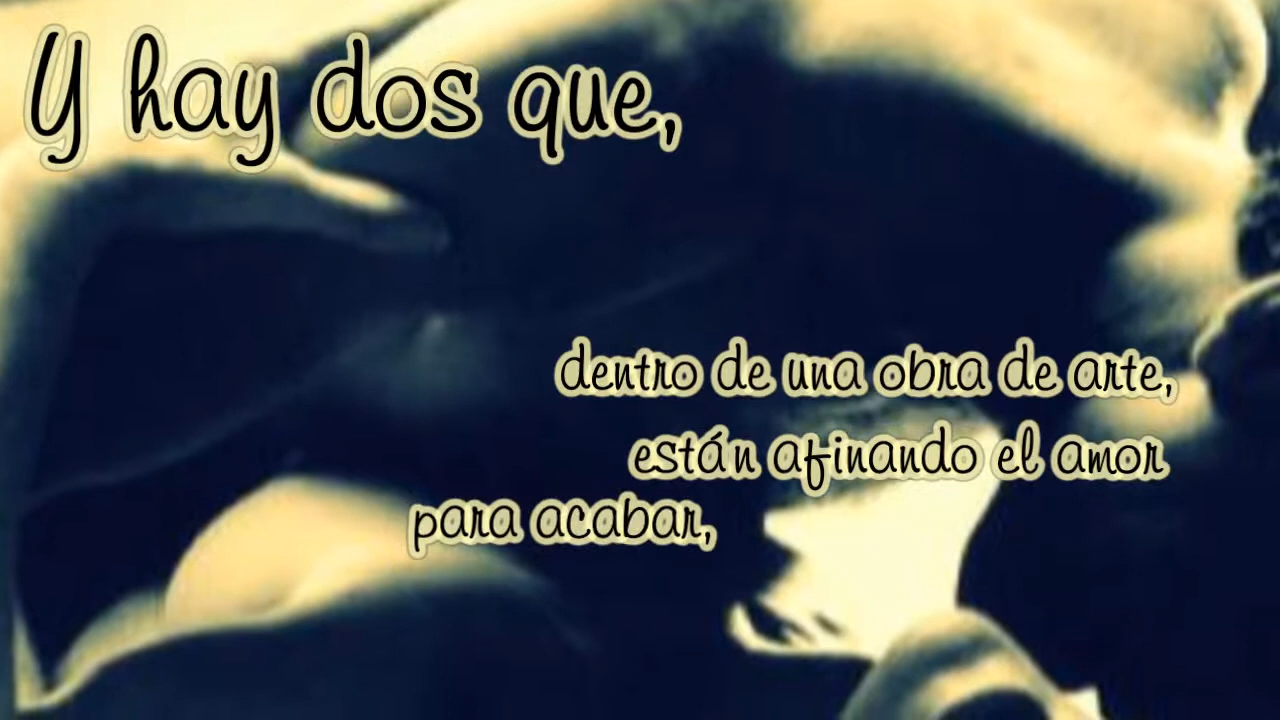 Y hay dos que,
dentro de una obra de arte,
están afinando el amor
para acabar,